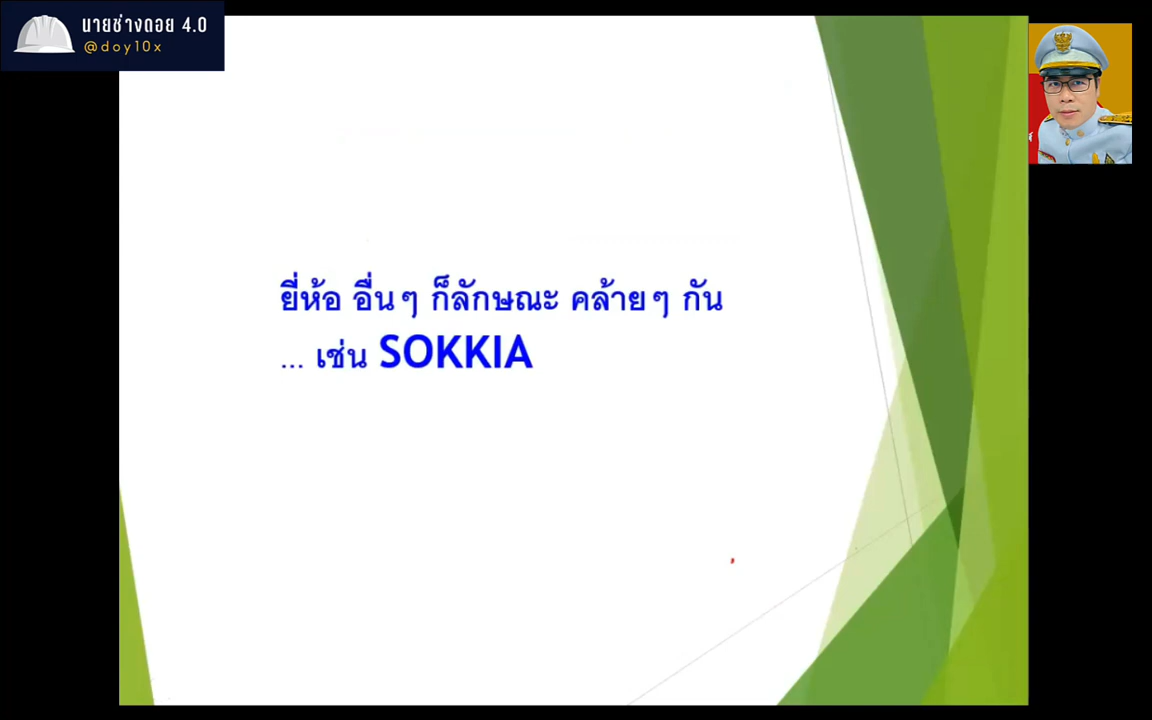 นายช่างดอย 4.0
@doy10x
ยี่ห้อ อื่นๆ ก็ลักษณะ คล้ายๆ กัน
... เช่น SOKKIA